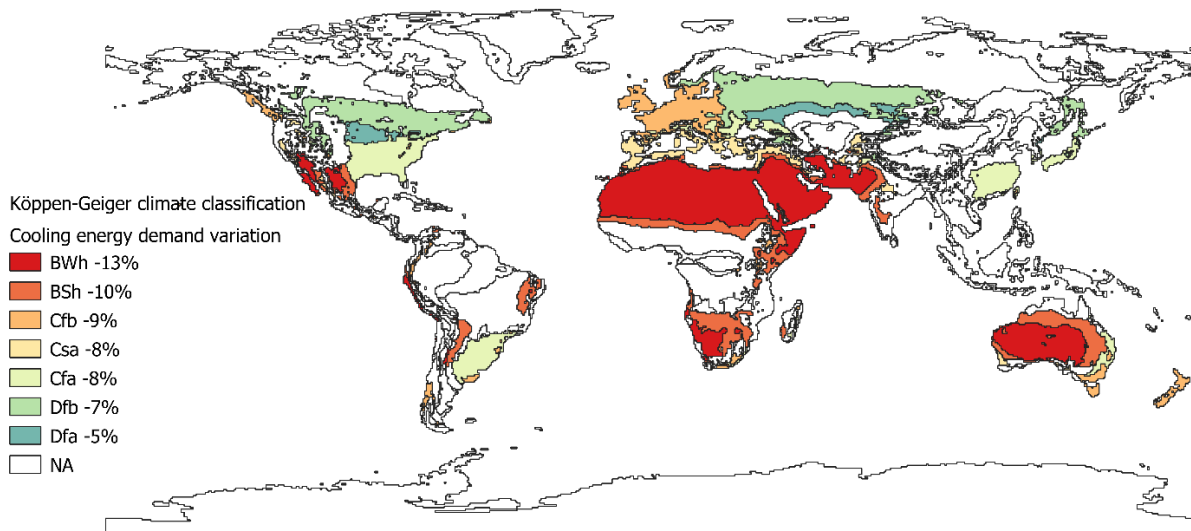 Köppen-Geiger climate classification
Cooling energy demand variation
BWh -13%
BSh -10%
Cfb -9%
Csa -8%
Cfa -8%
Dfb -7%
Dfa -5%
NA